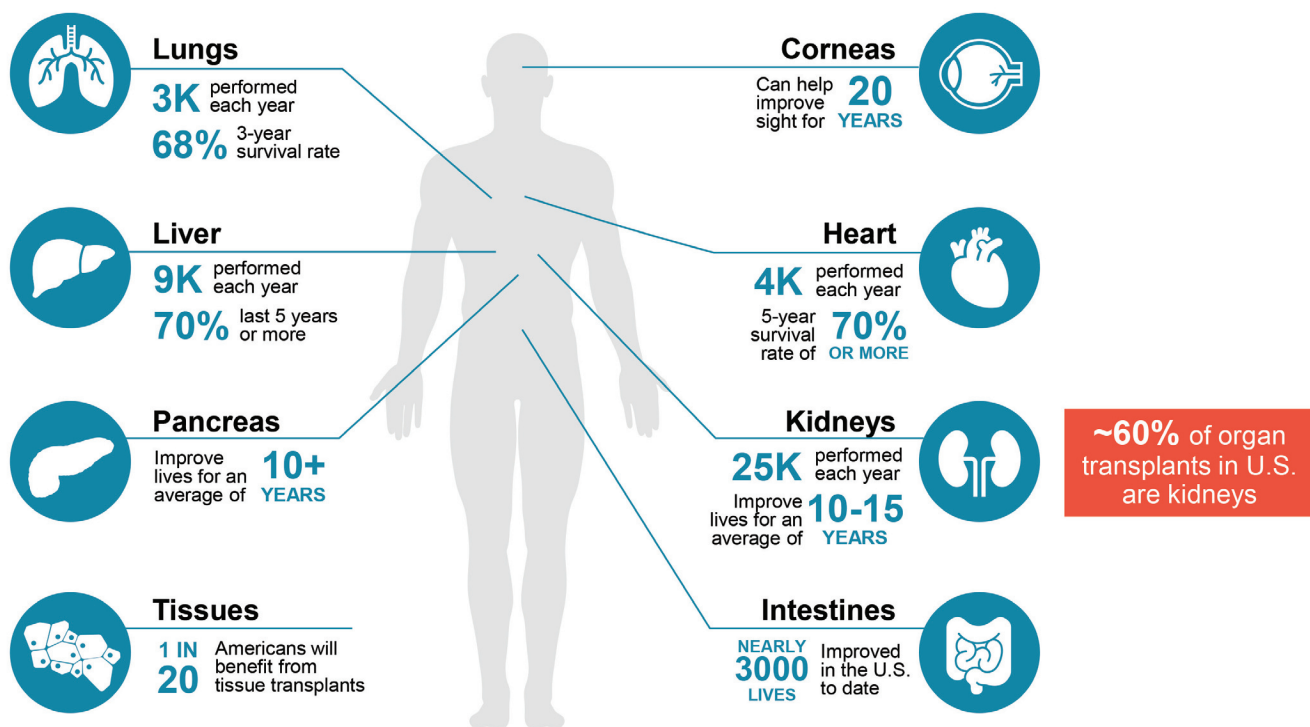 Lungs
3K performed
each year
68% 3-year
survival rate
Liver
9K performed
each year
70% last 5 years
or more
Pancreas
Improve
lives for an
average of
10+
YEARS
Tissues
1 IN
20
Americans will
benefit from
tissue transplants
Corneas
Can help
improve
sight for
20
YEARS
Heart
4K performed
each year
5-year
survival
rate of
70%
OR MORE
Kidneys
25K performed
each year
Improve
lives for an
average of
10-15
YEARS
~60% of organ
transplants in U.S.
are kidneys
Intestines
NEARLY
3000
LIVES
Improved
in the U.S.
to date